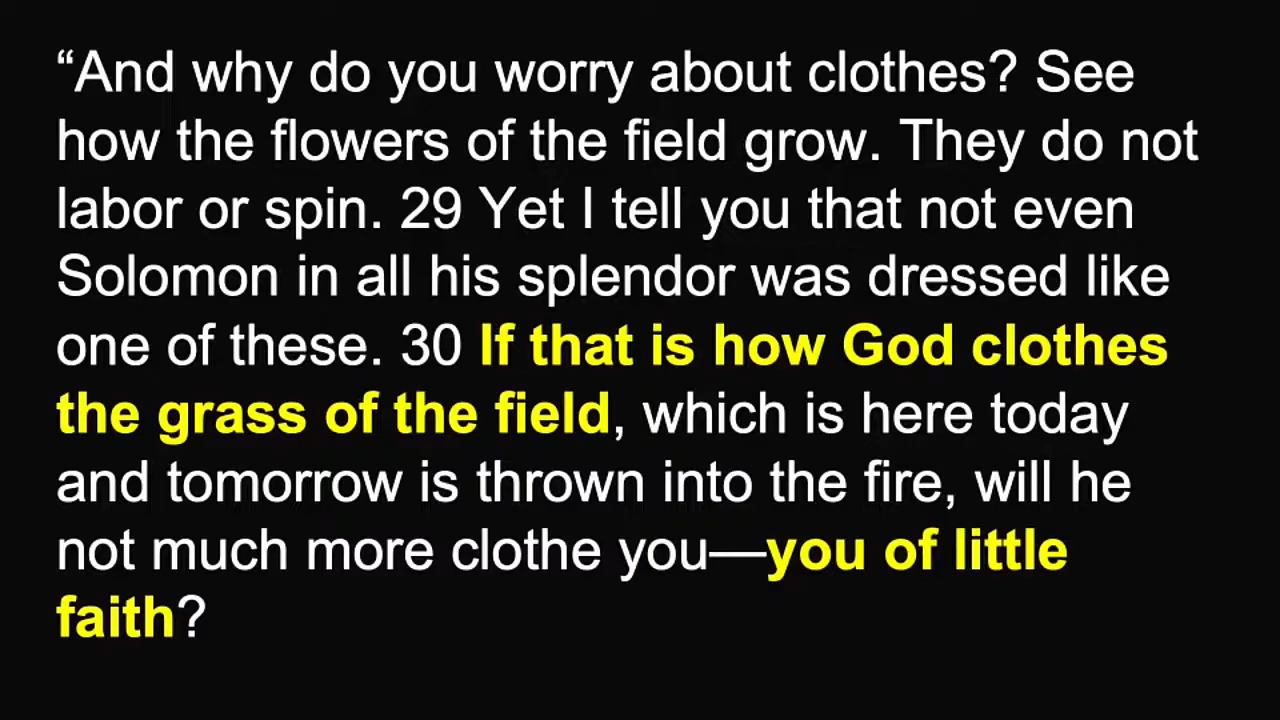 “And why do you worry about clothes? See
how the flowers of the field grow. They do not
labor or spin. 29 Yet I tell you that not even
Solomon in all his splendor was dressed like
one of these. 30 If that is how God clothes
the grass of the field, which is here today
and tomorrow is thrown into the fire, will he
not much more clothe you—you of little
faith?